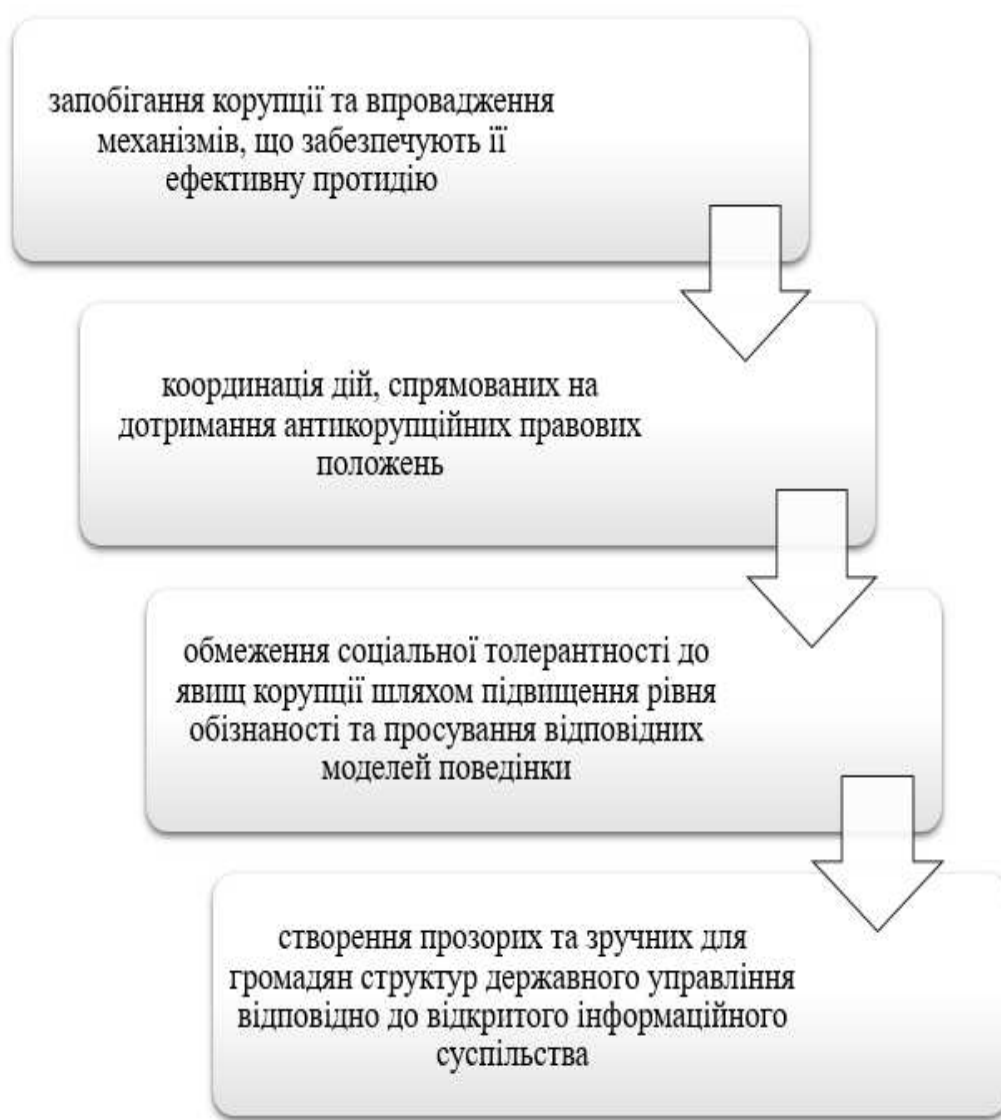 запобігання корупції та впровадження
механізмів, що забезпечують її
ефективну протидію
координація дій, спрямованих на
дотримання антикорупційних правових
положень
обмеження соціальної толерантності до
явищ корупції шляхом підвищення рівня
обізнаності та просування відповідних
моделей поведінки
створення прозорих та зручних для
громадян структур державного управління
відповідно до відкритого інформаційного
суспільства